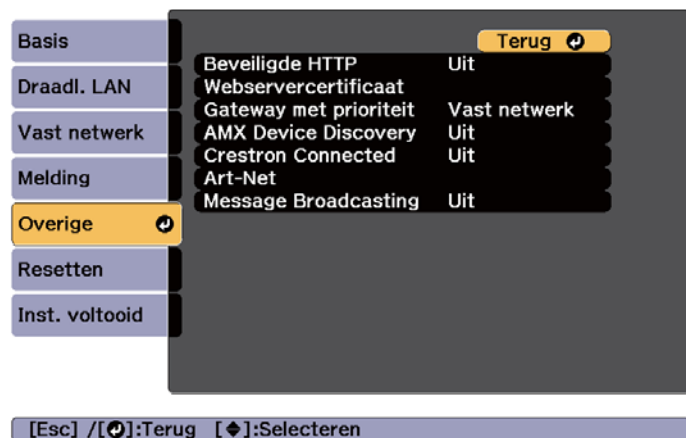 Basis
Draadl. LAN
Vast netwerk
Melding
Overige
Resetten
Inst. voltooid
Terug
Beveiligde HTTP Uit
Webservercertificaat
Gateway met prioriteit Vast netwerk
AMX Device Discovery Uit
Crestron Connected Uit
Art-Net
Message Broadcasting Uit
[Esc] /[⏎]:Terug [◆]:Selecteren